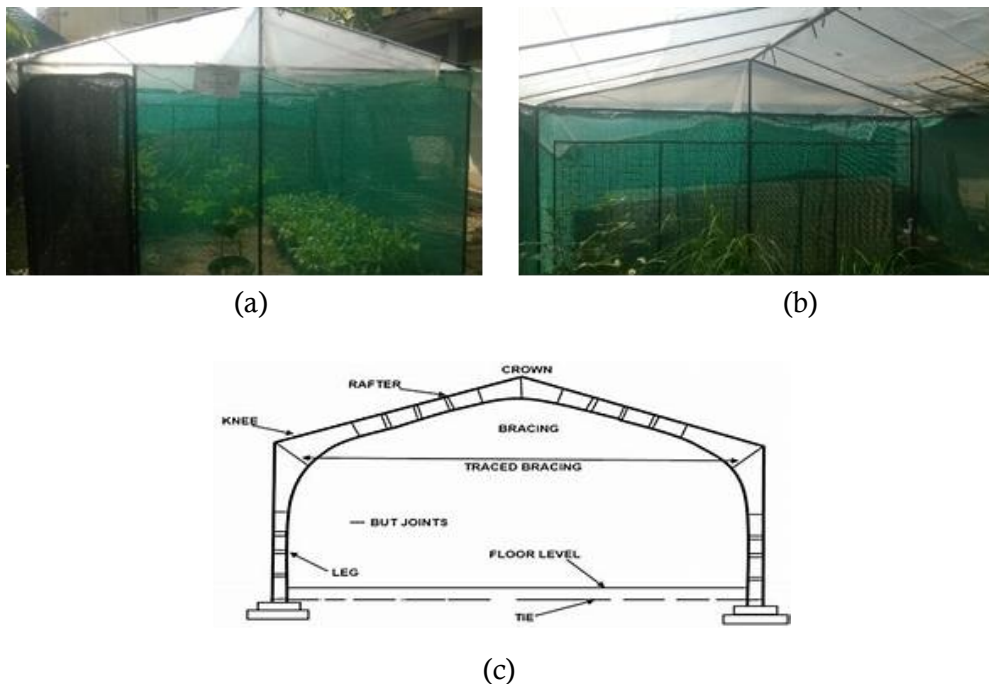 (a)
(b)
CROWN
RAFTER
KNEE
BRACING
TRACED BRACING
BUT JOINTS
FLOOR LEVEL
LEG
TIE
(c)